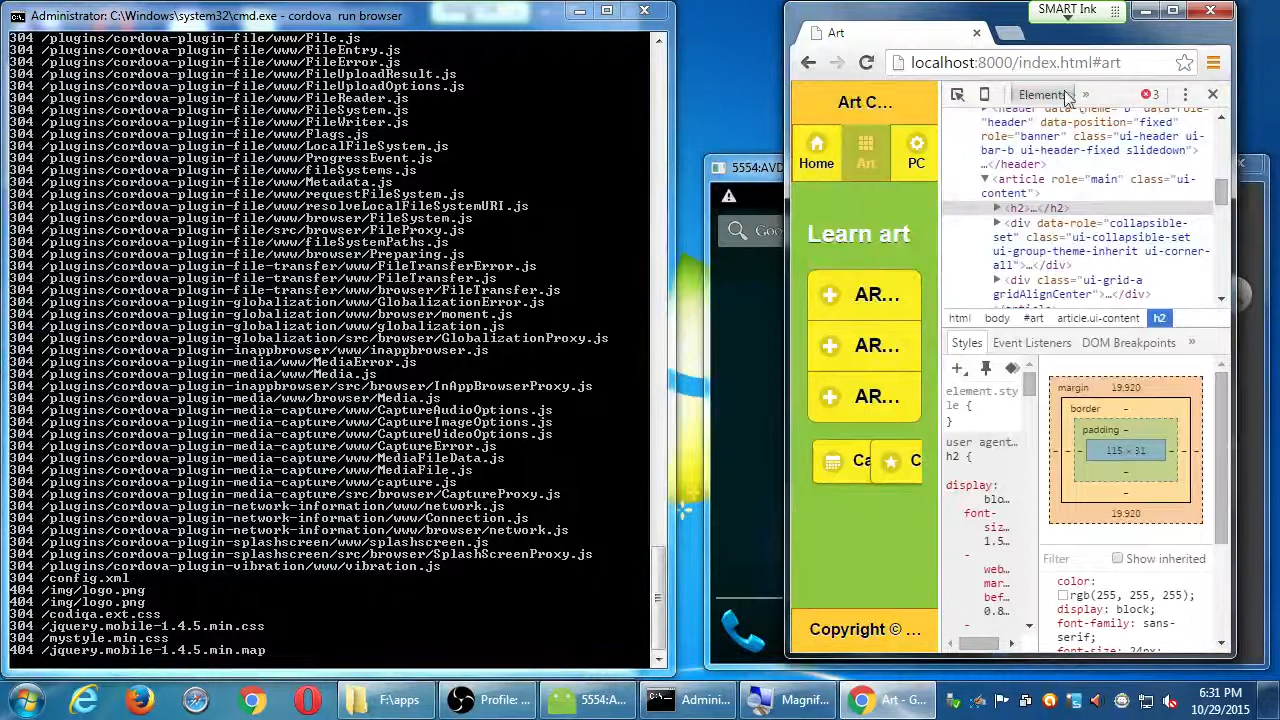 Administrator: C:\Windows\system32\cmd.exe - cordova  run browser
304 /plugins/cordova-plugin-file/www/File.js
304 /plugins/cordova-plugin-file/www/FileEntry.js
304 /plugins/cordova-plugin-file/www/FileError.js
304 /plugins/cordova-plugin-file/www/FileUploadResult.js
304 /plugins/cordova-plugin-file/www/FileUploadOptions.js
304 /plugins/cordova-plugin-file/www/FileReader.js
304 /plugins/cordova-plugin-file/www/FileSystem.js
304 /plugins/cordova-plugin-file/www/FileWriter.js
304 /plugins/cordova-plugin-file/www/Flags.js
304 /plugins/cordova-plugin-file/www/LocalFileSystem.js
304 /plugins/cordova-plugin-file/www/ProgressEvent.js
304 /plugins/cordova-plugin-file/www/fileSystems.js
304 /plugins/cordova-plugin-file/www/Metadata.js
304 /plugins/cordova-plugin-file/www/requestFileSystem.js
304 /plugins/cordova-plugin-file/www/resolveLocalFileSystemURI.js
304 /plugins/cordova-plugin-file/www/browser/FileSystem.js
304 /plugins/cordova-plugin-file/src/browser/FileProxy.js
304 /plugins/cordova-plugin-file/www/fileSystemPaths.js
304 /plugins/cordova-plugin-file/www/browser/Preparing.js
304 /plugins/cordova-plugin-file-transfer/www/FileTransferError.js
304 /plugins/cordova-plugin-file-transfer/www/FileTransfer.js
304 /plugins/cordova-plugin-file-transfer/www/browser/FileTransfer.js
304 /plugins/cordova-plugin-globalization/www/GlobalizationError.js
304 /plugins/cordova-plugin-globalization/www/browser/moment.js
304 /plugins/cordova-plugin-globalization/www/globalization.js
304 /plugins/cordova-plugin-globalization/src/browser/GlobalizationProxy.js
304 /plugins/cordova-plugin-inappbrowser/www/inappbrowser.js
304 /plugins/cordova-plugin-media/www/MediaError.js
304 /plugins/cordova-plugin-media/www/Media.js
304 /plugins/cordova-plugin-inappbrowser/src/browser/InAppBrowserProxy.js
304 /plugins/cordova-plugin-media/www/browser/Media.js
304 /plugins/cordova-plugin-media-capture/www/CaptureAudioOptions.js
304 /plugins/cordova-plugin-media-capture/www/CaptureImageOptions.js
304 /plugins/cordova-plugin-media-capture/www/CaptureVideoOptions.js
304 /plugins/cordova-plugin-media-capture/www/CaptureError.js
304 /plugins/cordova-plugin-media-capture/www/MediaFileData.js
304 /plugins/cordova-plugin-media-capture/www/MediaFile.js
304 /plugins/cordova-plugin-media-capture/www/capture.js
304 /plugins/cordova-plugin-media-capture/src/browser/CaptureProxy.js
304 /plugins/cordova-plugin-network-information/www/network.js
304 /plugins/cordova-plugin-network-information/www/Connection.js
304 /plugins/cordova-plugin-network-information/www/browser/network.js
304 /plugins/cordova-plugin-splashscreen/www/splashscreen.js
304 /plugins/cordova-plugin-splashscreen/src/browser/SplashScreenProxy.js
304 /plugins/cordova-plugin-vibration/www/vibration.js
304 /config.xml
404 /img/logo.png
404 /img/logo.png
304 /jodiqa.ext.css
304 /jquery.mobile-1.4.5.min.css
304 /mystyle.min.css
404 /jquery.mobile-1.4.5.min.map
5554:AVD
Goo
SMART Ink
Art
localhost:8000/index.html#art
Art C...
Home
Art
PC
Learn art
AR...
AR...
AR...
Ca
C
Copyright © ...
Elements
»
3
<header data-theme="b"
"header" data-position="fixed"
role="banner" class="ui-header ui-
bar-b ui-header-fixed slidedown">
…</header>
<article role="main" class="ui-
content">
<h2>…</h2>
<div data-role="collapsible-
set" class="ui-collapsible-set
ui-group-theme-inherit ui-corner-
all">…</div>
<div class="ui-grid-a
gridAlignCenter">…</div>
html body #art article.ui-content h2
Styles Event Listeners DOM Breakpoints »
element.sty
le {
}
user agent…
h2 {
display:
blo…
font-
siz…
1.5…
-
web…
mar…
bef…
0.8…
-
margin 19.920
border -
padding -
115 × 31
19.920
Filter
Show inherited
color:
rgb(255, 255, 255);
display: block;
font-family: sans-
serif;
font-size: 24px;
F:\apps
Profile: ...
5554:A...
Admini...
Magnif...
Art - G...
6:31 PM
10/29/2015